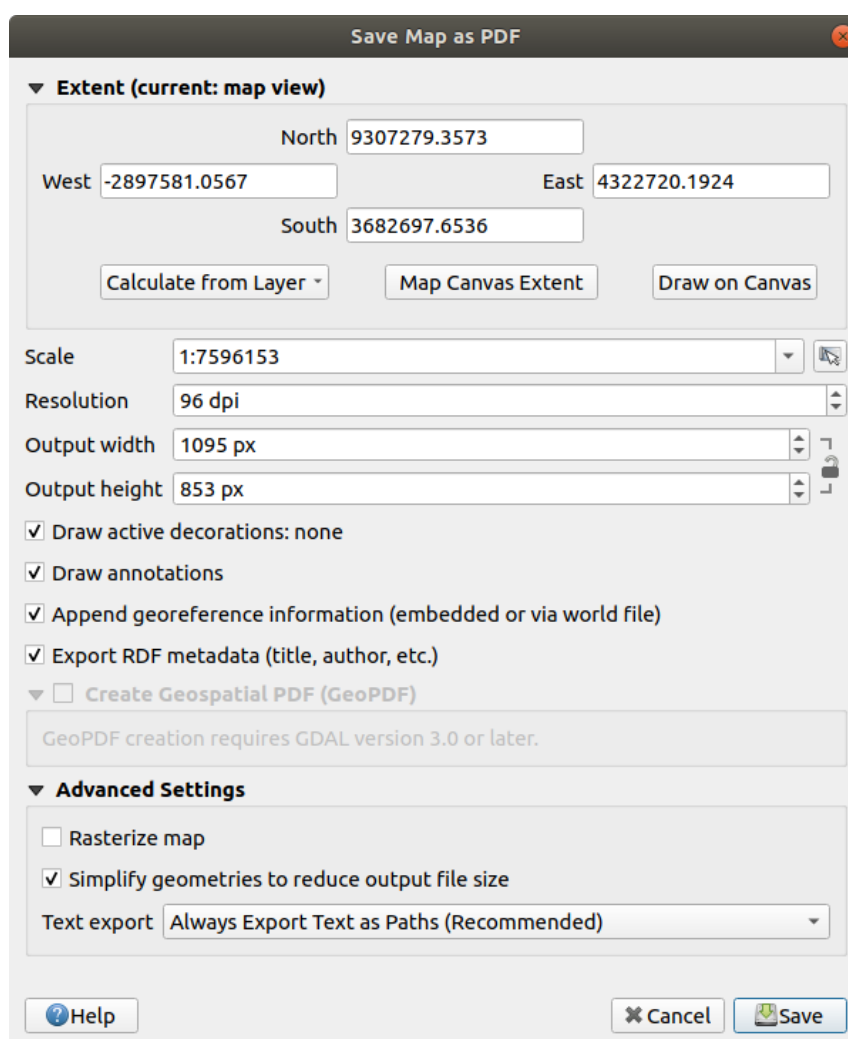 Save Map as PDF
Extent (current: map view)
North 9307279.3573
West -2897581.0567 East 4322720.1924
South 3682697.6536
Calculate from Layer Map Canvas Extent Draw on Canvas
Scale 1:7596153
Resolution 96 dpi
Output width 1095 px
Output height 853 px
Draw active decorations: none
Draw annotations
Append georeference information (embedded or via world file)
Export RDF metadata (title, author, etc.)
Create Geospatial PDF (GeoPDF)
GeoPDF creation requires GDAL version 3.0 or later.
Advanced Settings
Rasterize map
Simplify geometries to reduce output file size
Text export Always Export Text as Paths (Recommended)
Help Cancel Save